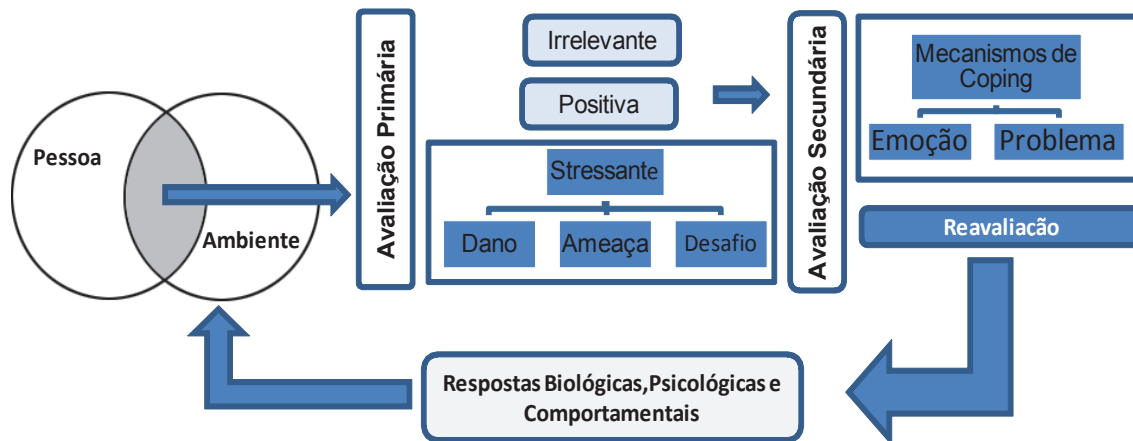 Pessoa
Ambiente
Avaliação Primária
Irrelevante
Positiva
Stressante
Dano
Ameaça
Desafio
Avaliação Secundária
Mecanismos de
Coping
Emoção
Problema
Reavaliação
Respostas Biológicas,Psicológicas e
Comportamentais